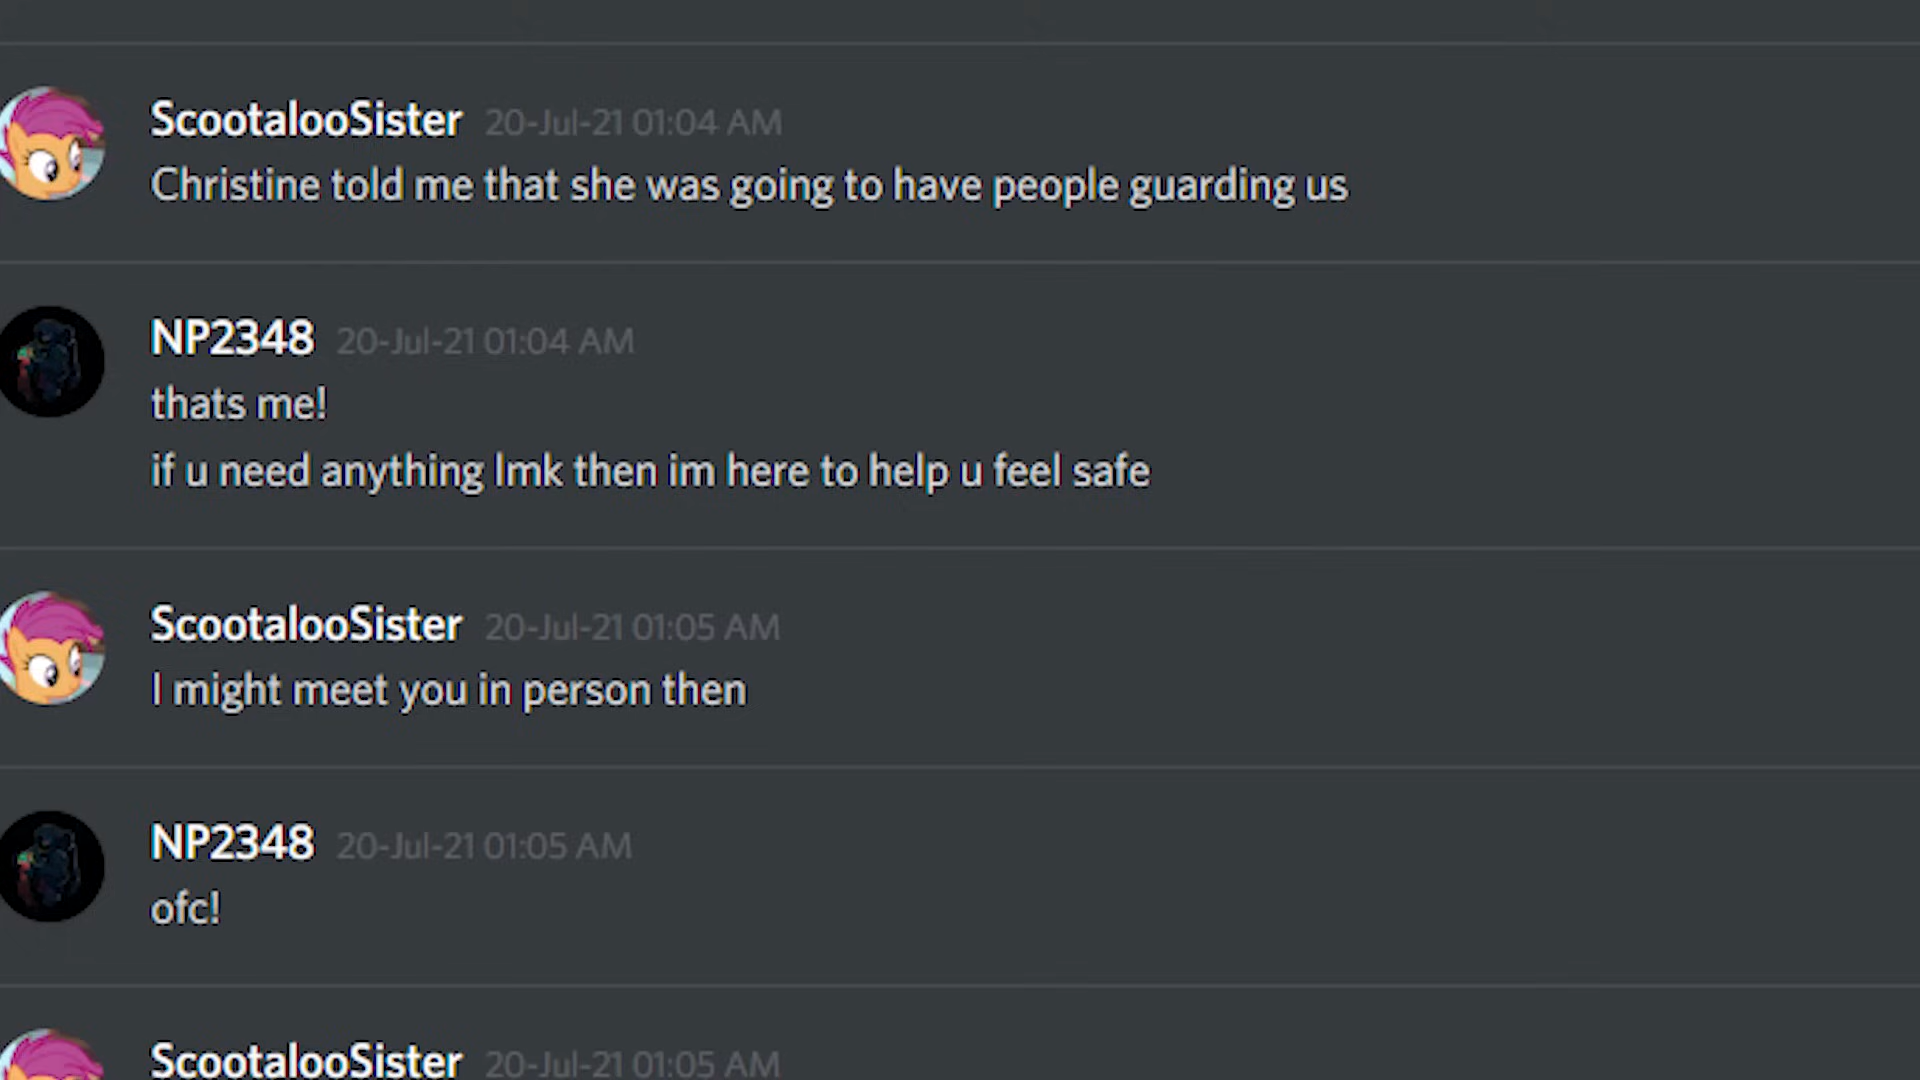 ScootalooSister 20-Jul-21 01:04 AM
Christine told me that she was going to have people guarding us
NP2348 20-Jul-21 01:04 AM
thats me!
if u need anything lmk then im here to help u feel safe
ScootalooSister 20-Jul-21 01:05 AM
I might meet you in person then
NP2348 20-Jul-21 01:05 AM
ofc!
ScootalooSister 20-Jul-21 01:05 AM